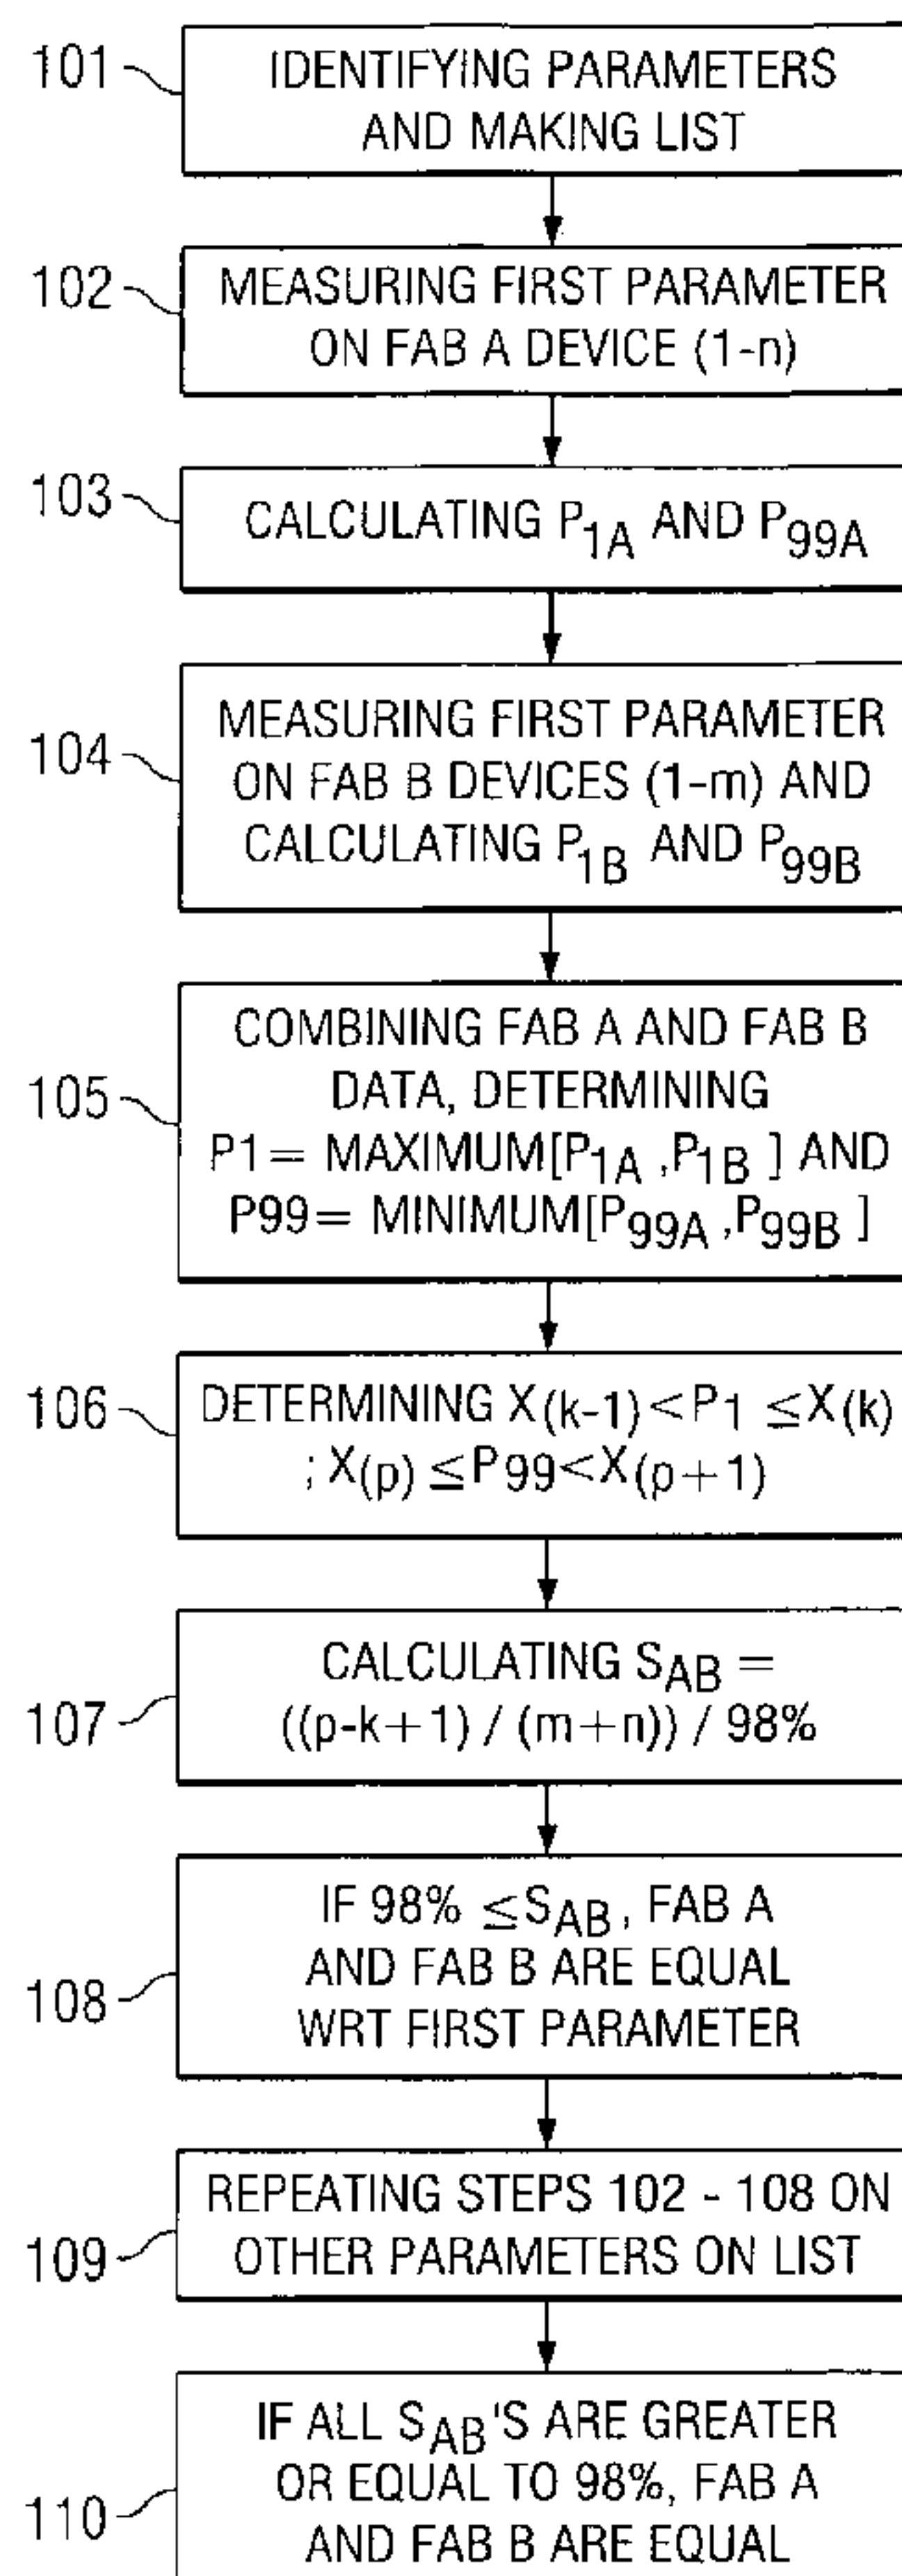 101
IDENTIFYING PARAMETERS
AND MAKING LIST
102
MEASURING FIRST PARAMETER
ON FAB A DEVICE (1-n)
103
CALCULATING P1A AND P99A
104
MEASURING FIRST PARAMETER
ON FAB B DEVICES (1-m) AND
CALCULATING P1B AND P99B
105
COMBINING FAB A AND FAB B
DATA, DETERMINING
P1= MAXIMUM[P1A ,P1B ] AND
P99= MINIMUM[P99A ,P99B ]
106
DETERMINING X(k-1)<P1 ≤X(k)
; X(p) ≤P99<X(p+1)
107
CALCULATING SAB =
((p-k+1) / (m+n)) / 98%
108
IF 98% ≤SAB, FAB A
AND FAB B ARE EQUAL
WRT FIRST PARAMETER
109
REPEATING STEPS 102 - 108 ON
OTHER PARAMETERS ON LIST
110
IF ALL SAB'S ARE GREATER
OR EQUAL TO 98%, FAB A
AND FAB B ARE EQUAL